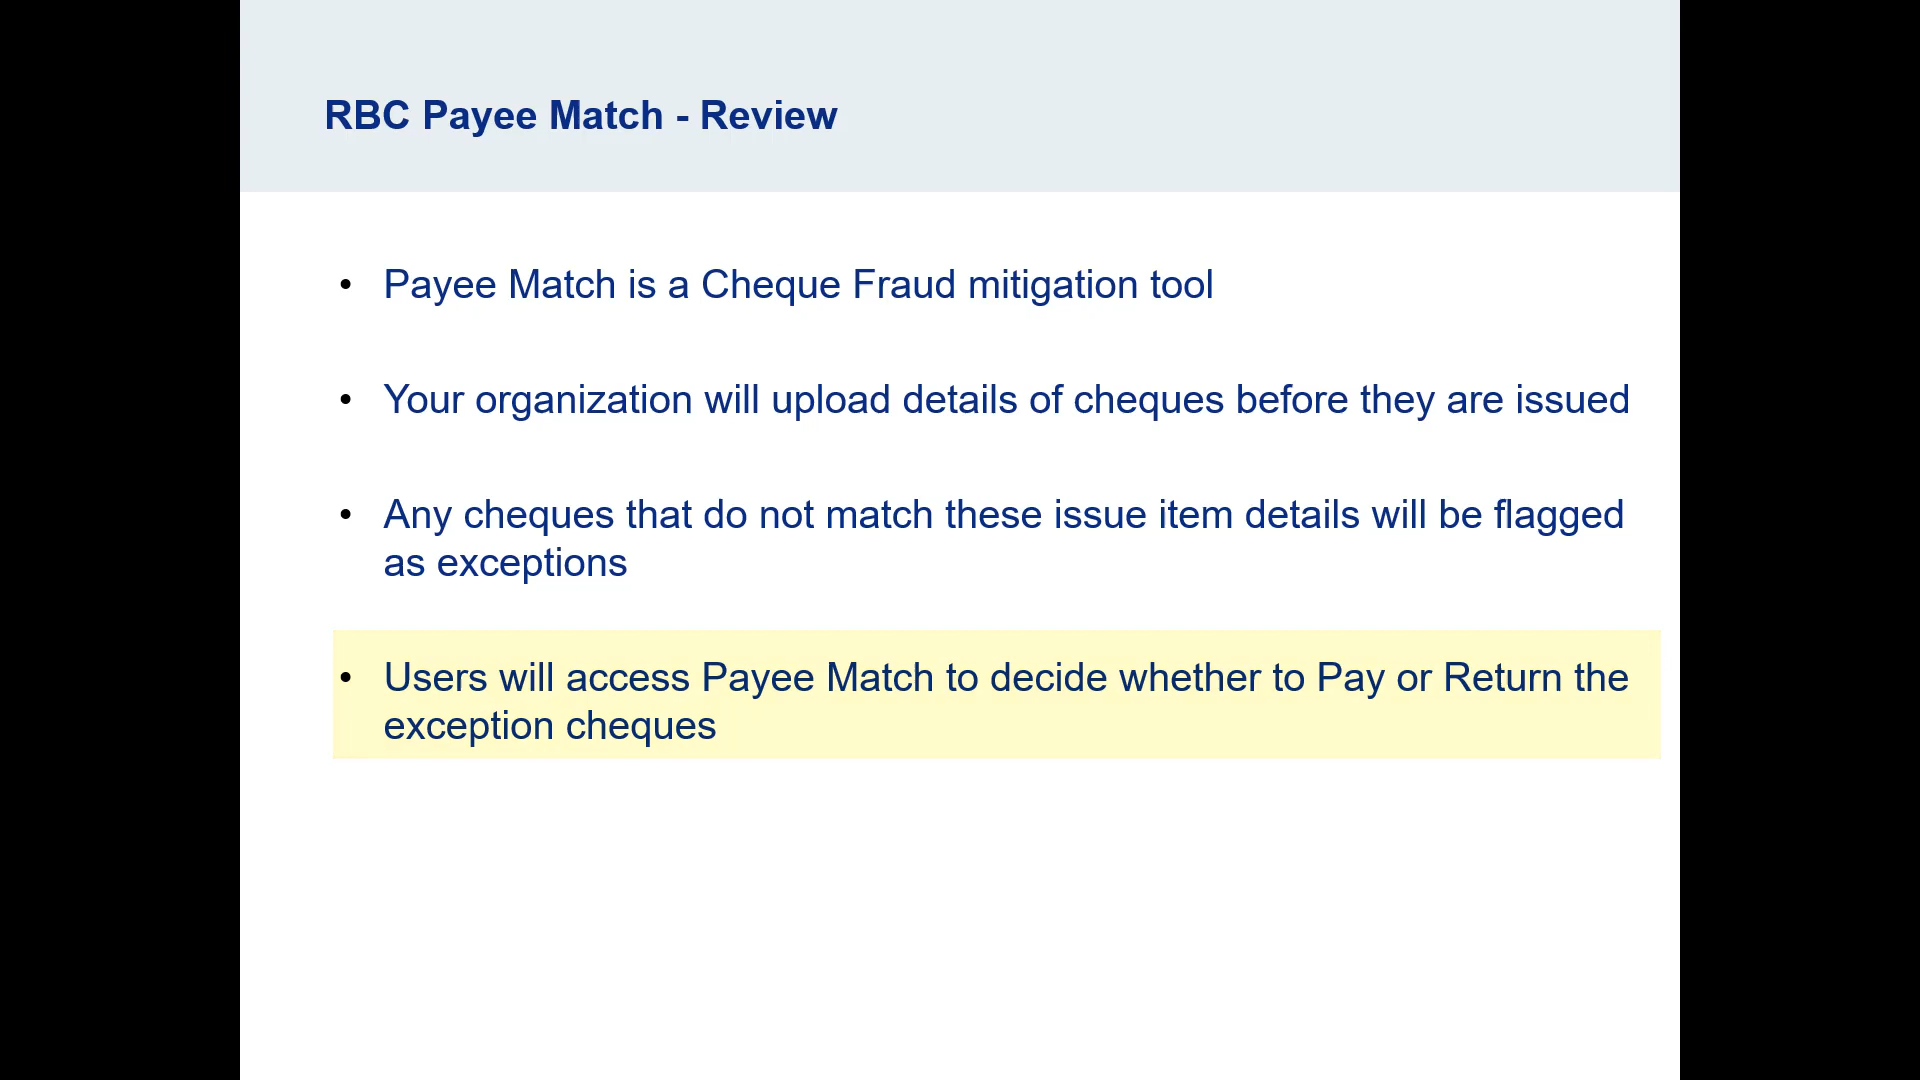 RBC Payee Match - Review
• Payee Match is a Cheque Fraud mitigation tool
• Your organization will upload details of cheques before they are issued
• Any cheques that do not match these issue item details will be flagged
as exceptions
• Users will access Payee Match to decide whether to Pay or Return the
exception cheques